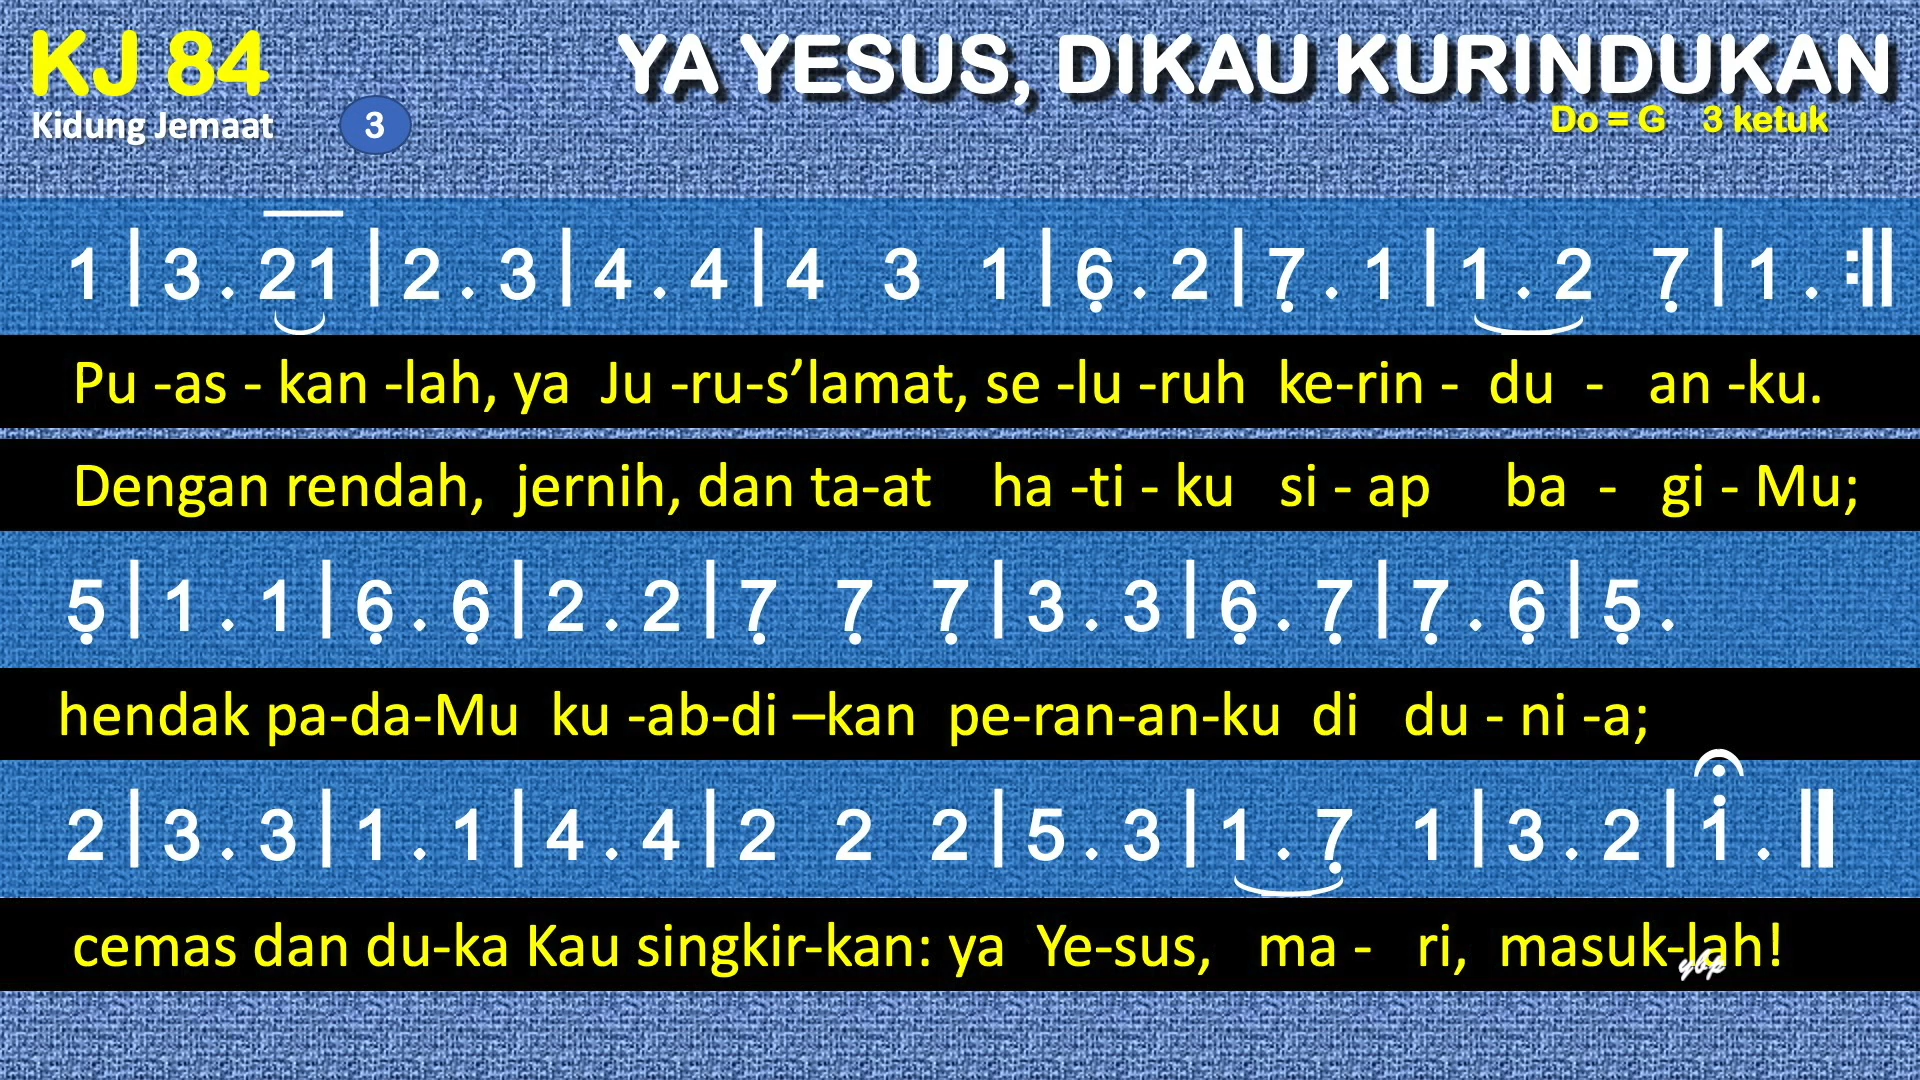 KJ 84
YA YESUS, DIKAU KURINDUKAN
Kidung Jemaat
3
Do = G 3 ketuk
1 | 3 . 2 1 | 2 . 3 | 4 . 4 | 4 3 1 | 6̣ . 2 | 7̣ . 1 | 1 . 2 7̣ | 1 . :||
Pu -as - kan -lah, ya Ju -ru-s’lamat, se -lu -ruh ke-rin - du - an -ku.
Dengan rendah, jernih, dan ta-at ha -ti - ku si - ap ba - gi - Mu;
5̣ | 1 . 1 | 6̣ . 6̣ | 2 . 2 | 7̣ 7̣ 7̣ | 3 . 3 | 6̣ . 7̣ | 7̣ . 6̣ | 5̣ .
hendak pa-da-Mu ku -ab-di –kan pe-ran-an-ku di du - ni -a;
2 | 3 . 3 | 1 . 1 | 4 . 4 | 2 2 2 | 5 . 3 | 1 . 7̣ 1 | 3 . 2 | 1̇ . ||
cemas dan du-ka Kau singkir-kan: ya Ye-sus, ma - ri, masuk-lah!
ybp